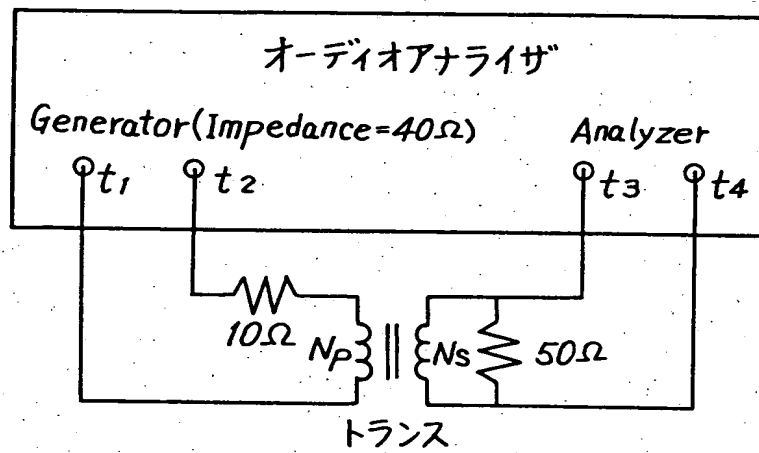 オーディオアナライザ
Generator(Impedance=40Ω) Analyzer
t1 t2 t3 t4
10Ω NP NS 50Ω
トランス